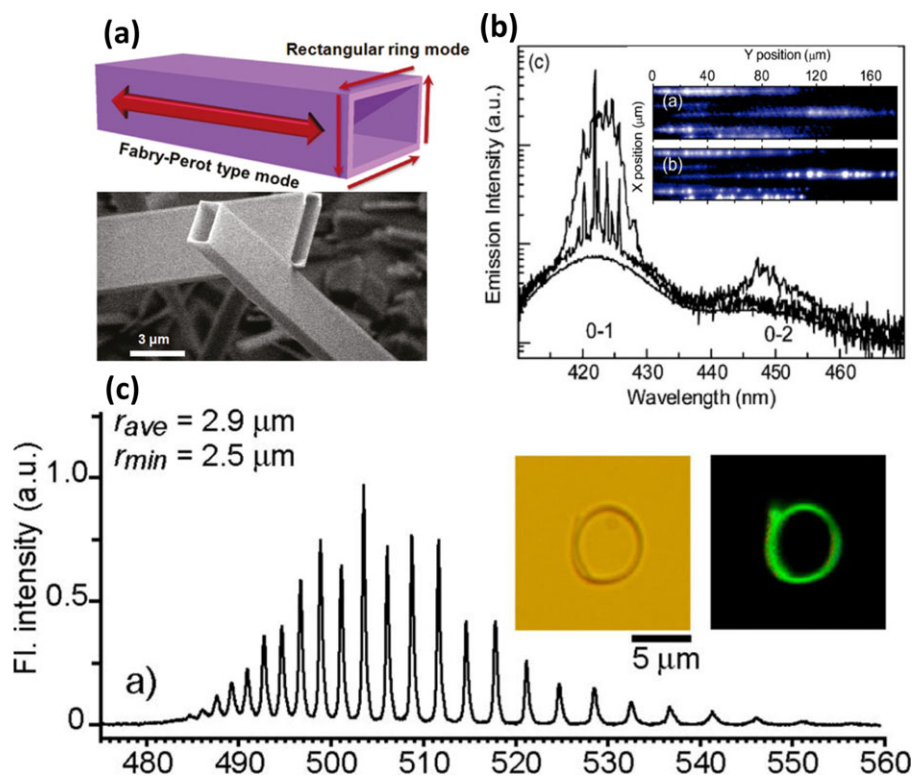 (a)
Rectangular ring mode
Fabry-Perot type mode
3 μm
(b)
(c)
Emission Intensity (a.u.)
Y position (μm)
0 40 80 120 160
X position (μm)
(a)
(b)
0-1
0-2
420 430 440 450 460
Wavelength (nm)
(c)
r_ave = 2.9 μm
r_min = 2.5 μm
Fl. intensity (a.u.)
1.0
0.5
0
a)
5 μm
480 490 500 510 520 530 540 550 560